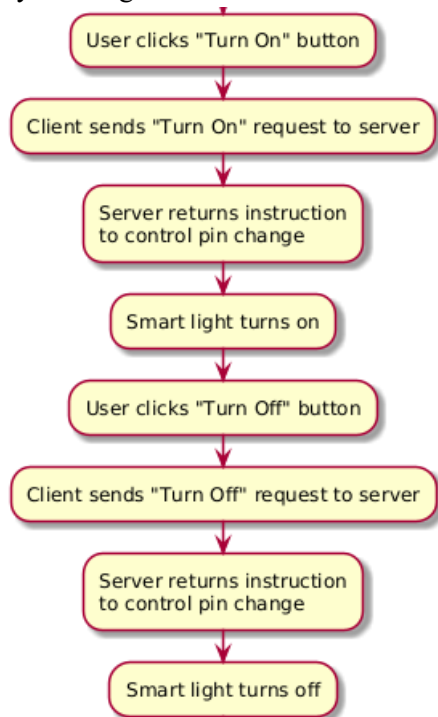 User clicks "Turn On" button
Client sends "Turn On" request to server
Server returns instruction
to control pin change
Smart light turns on
User clicks "Turn Off" button
Client sends "Turn Off" request to server
Server returns instruction
to control pin change
Smart light turns off